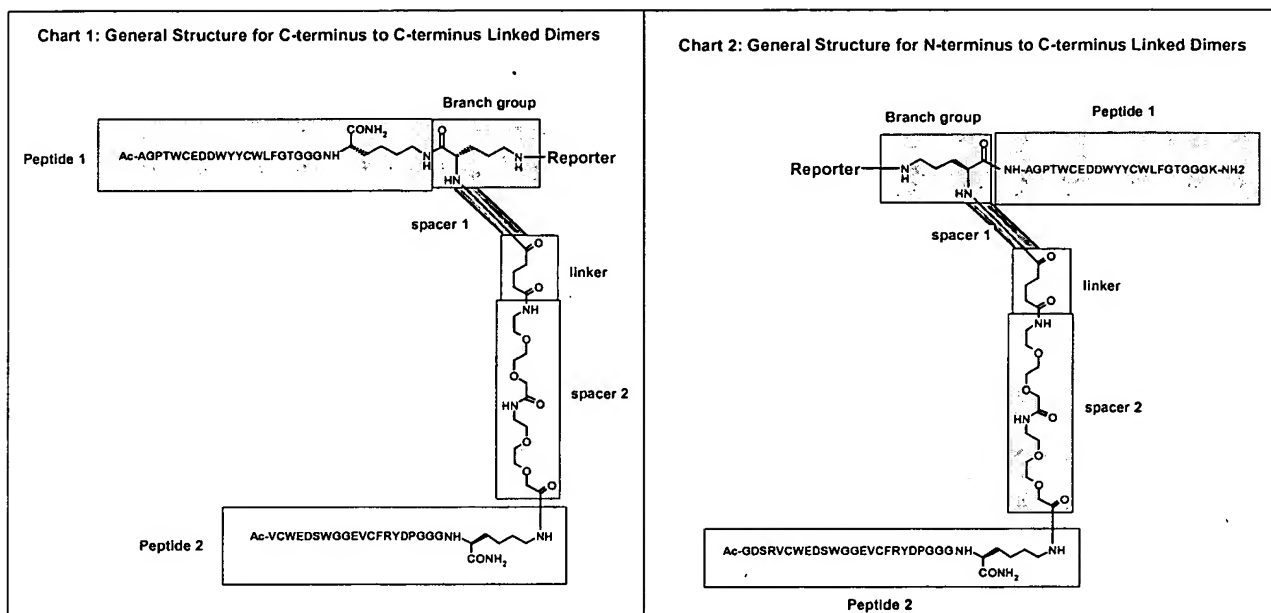 Chart 1: General Structure for C-terminus to C-terminus Linked Dimers
Branch group
CONH2
O
Peptide 1
Ac-AGPTWCEDDWYYCWLFGTGGGNH
N
H
N
H
Reporter
HN
spacer 1
O
linker
O
NH
O
O
spacer 2
HN
O
O
O
O
Peptide 2
Ac-VCWEDSWGGEVCFRYDPGGGNH
NH
CONH2
Chart 2: General Structure for N-terminus to C-terminus Linked Dimers
Peptide 1
Branch group
O
Reporter
N
H
NH-AGPTWCEDDWYYCWLFGTGGGK-NH2
HN
spacer 1
O
linker
O
NH
O
O
spacer 2
HN
O
O
O
O
Ac-GDSRVCWEDSWGGEVCFRYDPGGGNH
NH
CONH2
Peptide 2